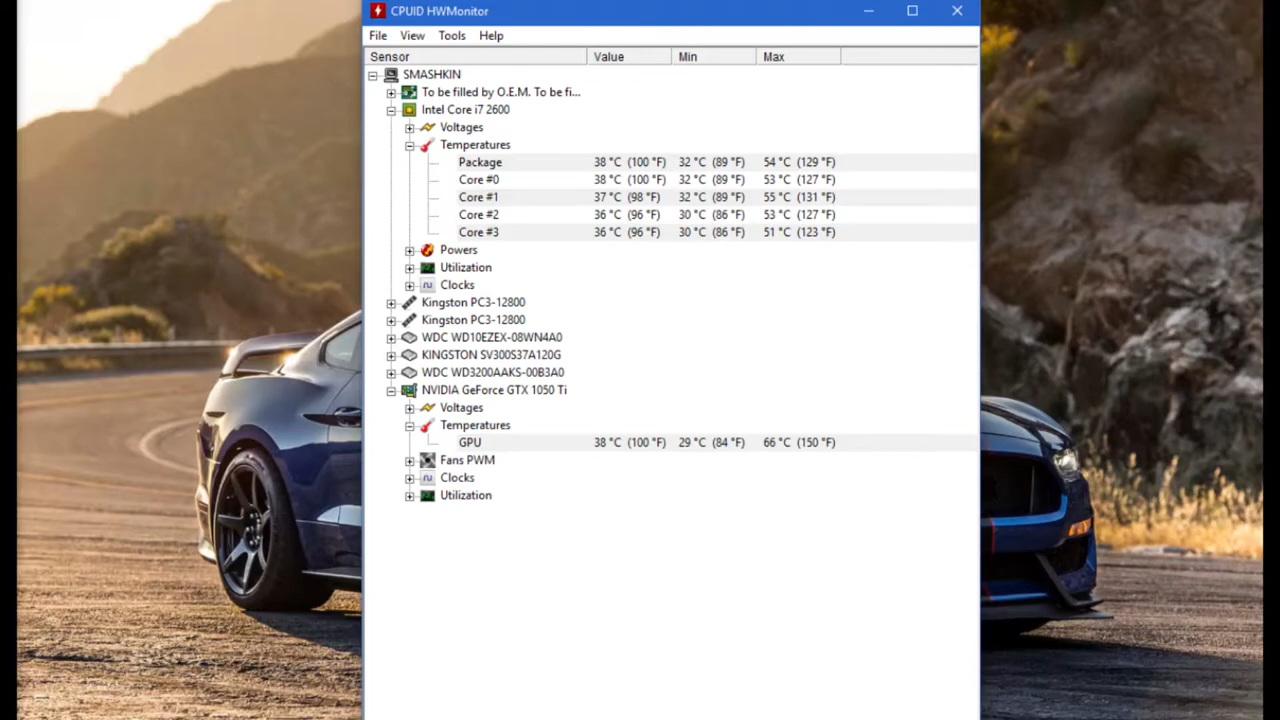 CPUID HWMonitor
File View Tools Help
Sensor Value Min Max
SMASHKIN
To be filled by O.E.M. To be fi...
Intel Core i7 2600
Voltages
Temperatures
Package 38 °C (100 °F) 32 °C (89 °F) 54 °C (129 °F)
Core #0 38 °C (100 °F) 32 °C (89 °F) 53 °C (127 °F)
Core #1 37 °C (98 °F) 32 °C (89 °F) 55 °C (131 °F)
Core #2 36 °C (96 °F) 30 °C (86 °F) 53 °C (127 °F)
Core #3 36 °C (96 °F) 30 °C (86 °F) 51 °C (123 °F)
Powers
Utilization
Clocks
Kingston PC3-12800
Kingston PC3-12800
WDC WD10EZEX-08WN4A0
KINGSTON SV300S37A120G
WDC WD3200AAKS-00B3A0
NVIDIA GeForce GTX 1050 Ti
Voltages
Temperatures
GPU 38 °C (100 °F) 29 °C (84 °F) 66 °C (150 °F)
Fans PWM
Clocks
Utilization